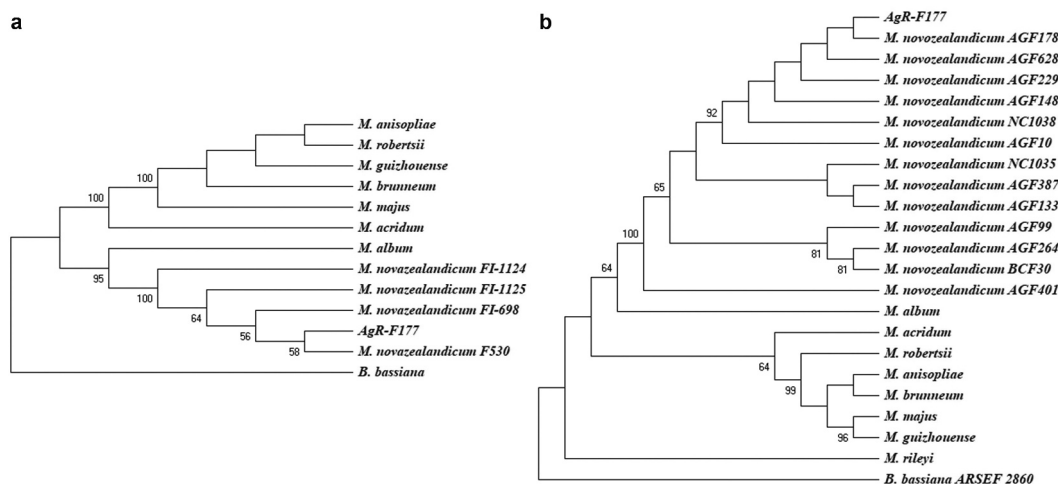 a
M. anisopliae
M. robertsii
M. guizhouense
M. brunneum
100
M. majus
100
M. acridum
M. album
95
M. novazealandicum FI-1124
100
M. novazealandicum FI-1125
64
M. novazealandicum FI-698
56
AgR-F177
58
M. novazealandicum F530
B. bassiana
b
AgR-F177
M. novozealandicum AGF178
M. novozealandicum AGF628
M. novozealandicum AGF229
M. novozealandicum AGF148
92
M. novozealandicum NC1038
M. novozealandicum AGF10
M. novozealandicum NC1035
65
M. novozealandicum AGF387
M. novozealandicum AGF133
M. novozealandicum AGF99
100
81
M. novozealandicum AGF264
81
M. novozealandicum BCF30
64
M. novozealandicum AGF401
M. album
M. acridum
64
M. robertsii
99
M. anisopliae
M. brunneum
M. majus
96
M. guizhouense
M. rileyi
B. bassiana ARSEF 2860